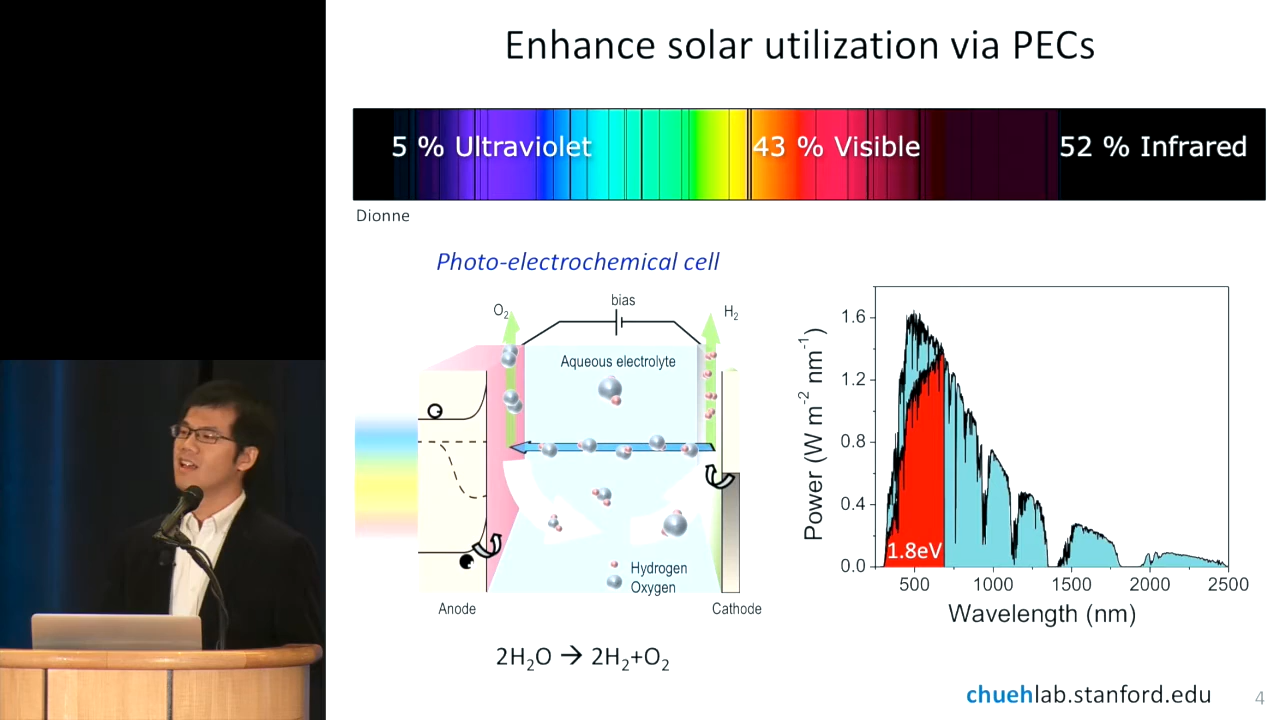 Enhance solar utilization via PECs
5 % Ultraviolet
43 % Visible
52 % Infrared
Dionne
Photo-electrochemical cell
O₂
bias
H₂
Aqueous electrolyte
Hydrogen
Oxygen
Anode
Cathode
2H₂O → 2H₂+O₂
Power (W m⁻² nm⁻¹)
1.6
1.2
0.8
0.4
0.0
1.8eV
500
1000
1500
2000
2500
Wavelength (nm)
chuehlab.stanford.edu
4